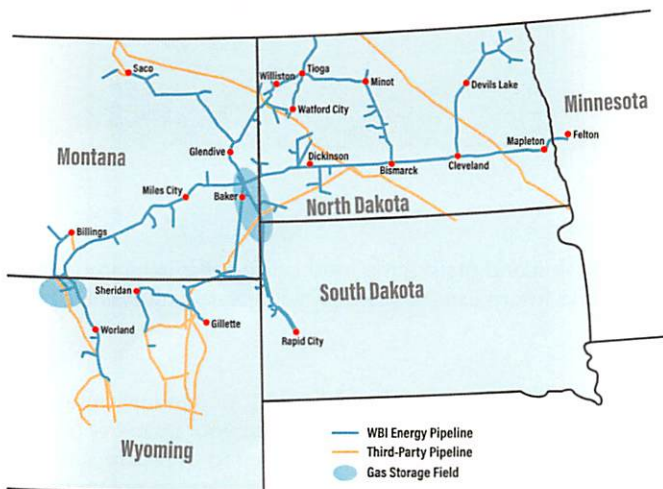 Saco
Williston
Tioga
Minot
Devils Lake
Watford City
Minnesota
Felton
Mapleton
Montana
Glendive
Dickinson
Bismarck
Cleveland
Miles City
Baker
North Dakota
Billings
Sheridan
South Dakota
Worland
Gillette
Rapid City
Wyoming
WBI Energy Pipeline
Third-Party Pipeline
Gas Storage Field